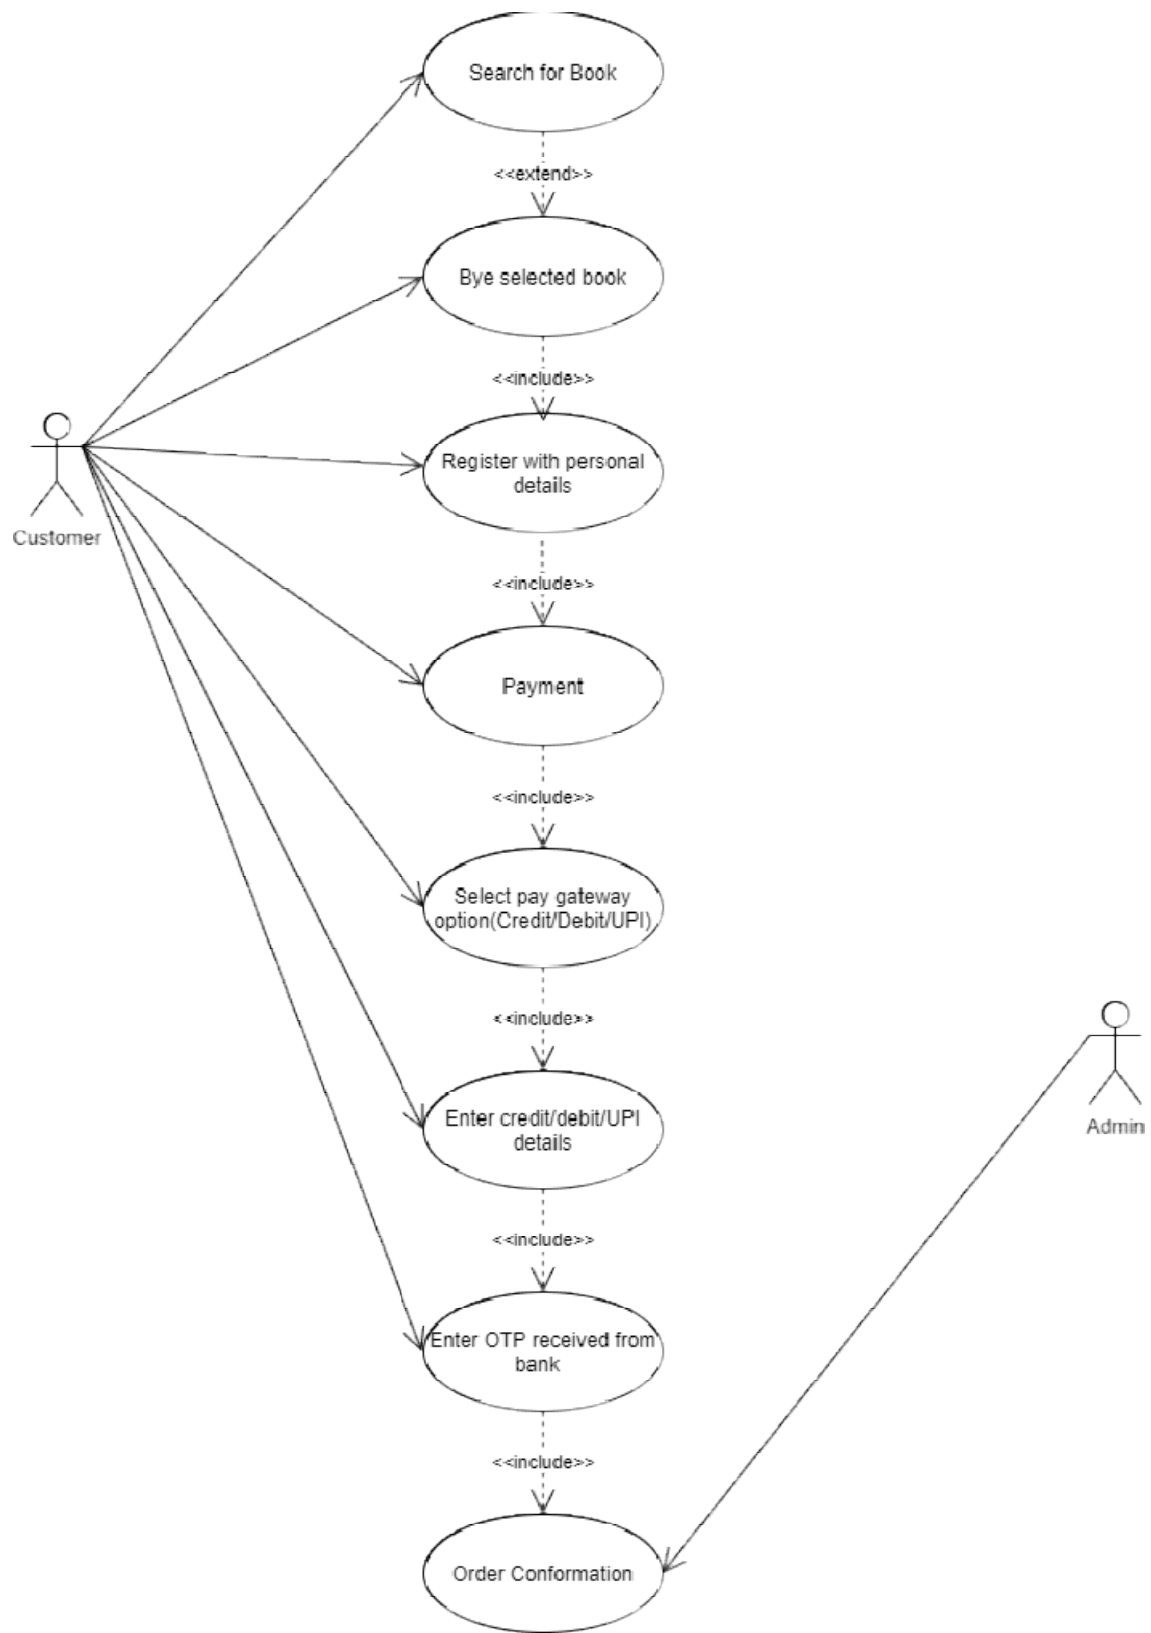 Search for Book
<<extend>>
Bye selected book
<<include>>
Register with personal
details
Customer
<<include>>
Payment
<<include>>
Select pay gateway
option(Credit/Debit/UPI)
<<include>>
Enter credit/debit/UPI
details
Admin
<<include>>
Enter OTP received from
bank
<<include>>
Order Conformation